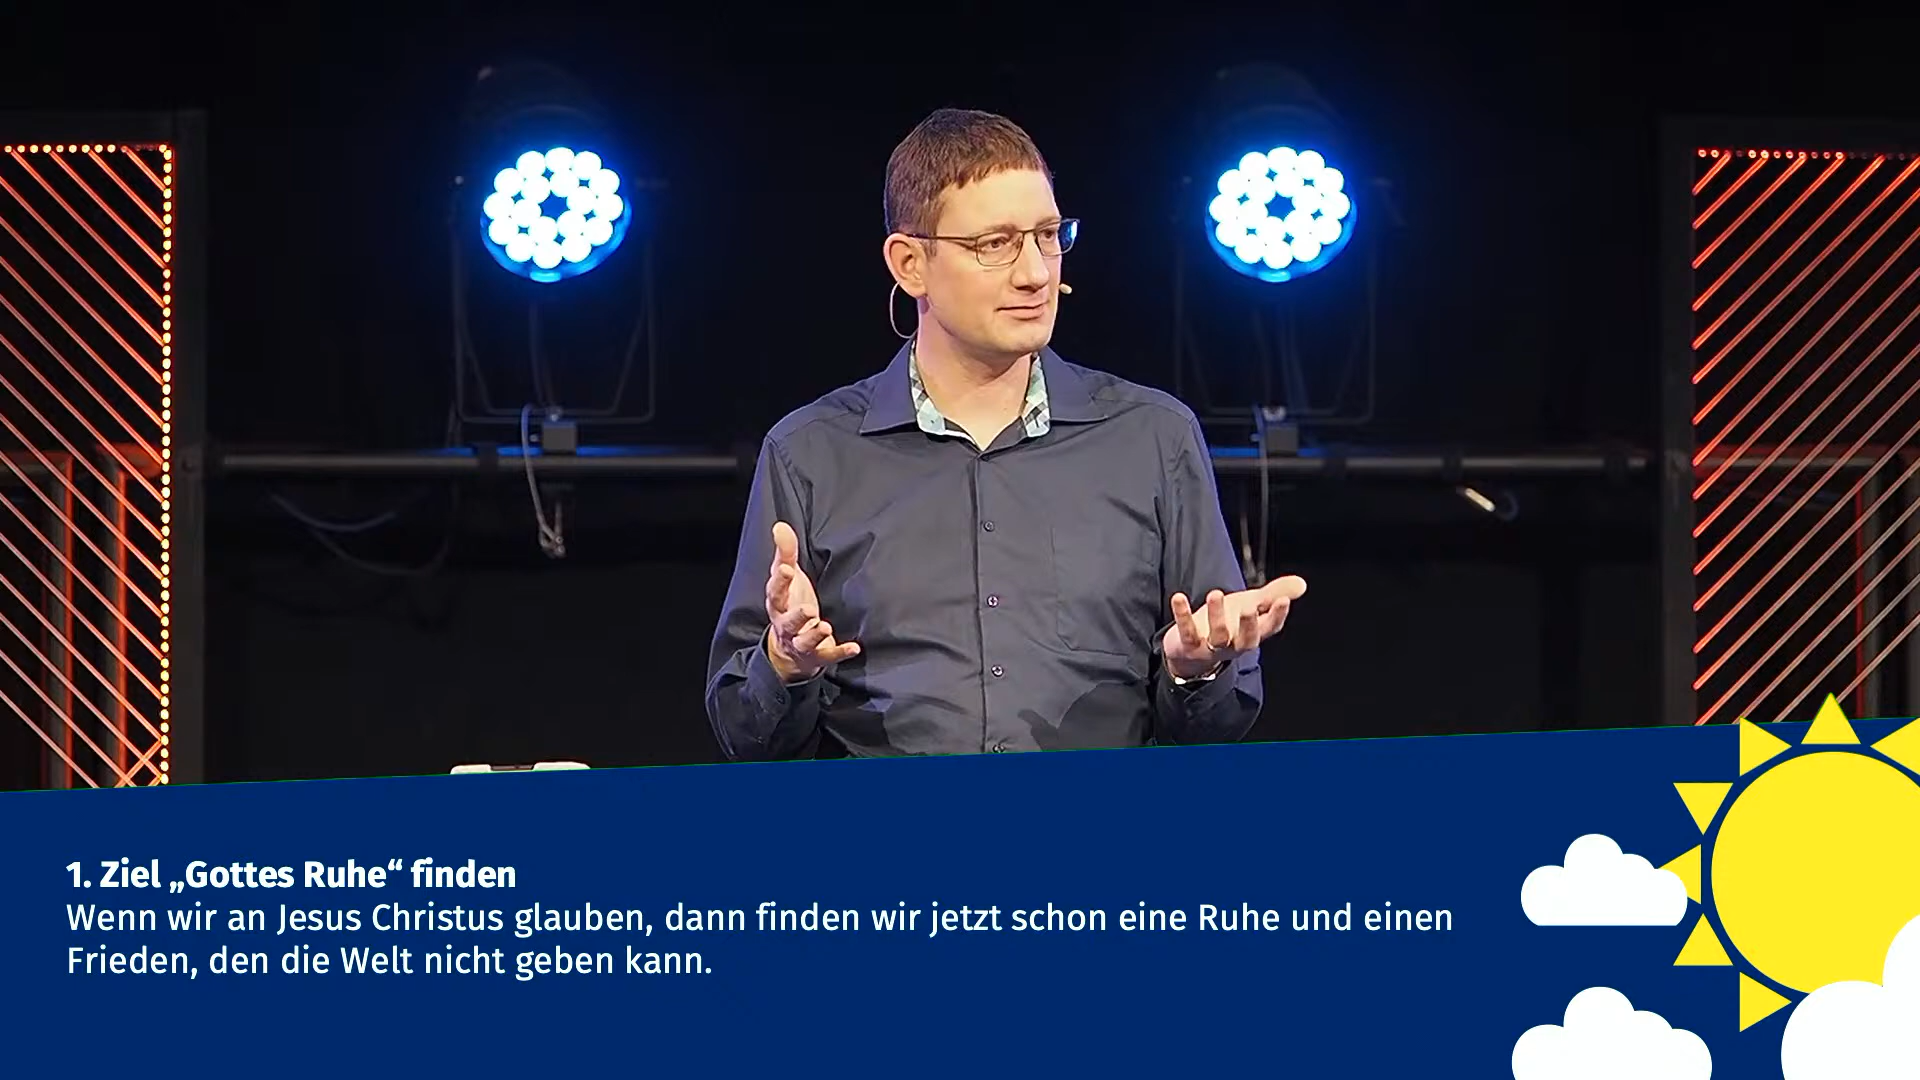 1. Ziel „Gottes Ruhe“ finden
Wenn wir an Jesus Christus glauben, dann finden wir jetzt schon eine Ruhe und einen
Frieden, den die Welt nicht geben kann.